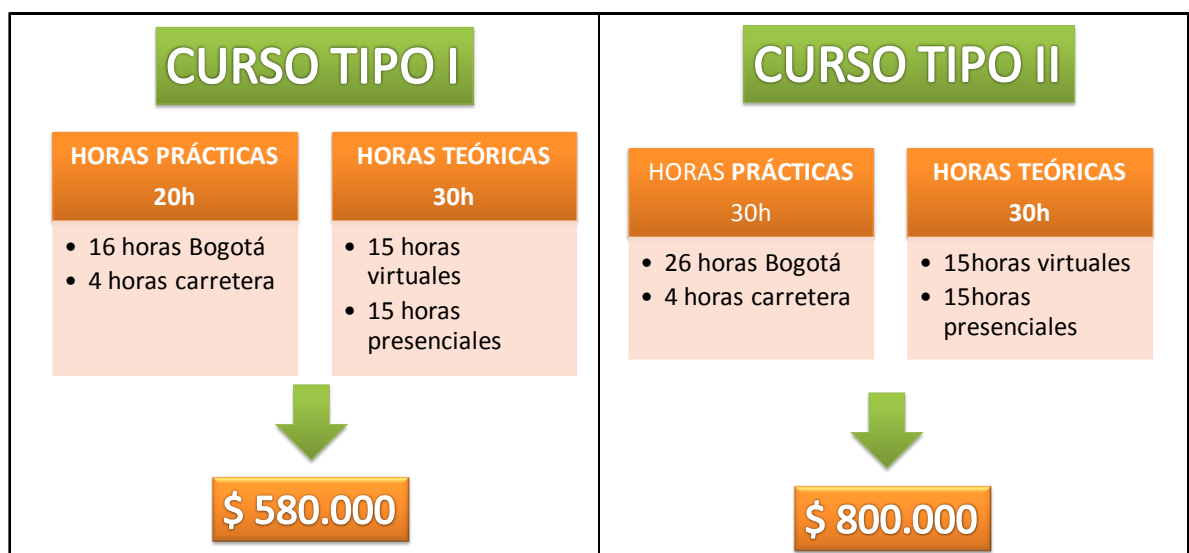 CURSO TIPO I
HORAS PRÁCTICAS
20h
• 16 horas Bogotá
• 4 horas carretera
HORAS TEÓRICAS
30h
• 15 horas
virtuales
• 15 horas
presenciales
$ 580.000
CURSO TIPO II
HORAS PRÁCTICAS
30h
• 26 horas Bogotá
• 4 horas carretera
HORAS TEÓRICAS
30h
• 15horas virtuales
• 15horas
presenciales
$ 800.000